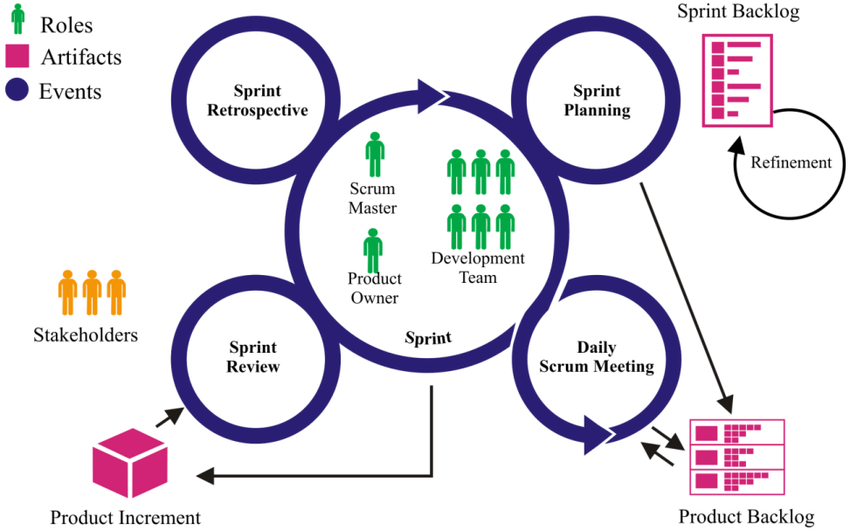 Roles
Artifacts
Events
Sprint Backlog
Sprint
Retrospective
Sprint
Planning
Refinement
Scrum
Master
Product
Owner
Development
Team
Sprint
Stakeholders
Sprint
Review
Daily
Scrum Meeting
Product Increment
Product Backlog